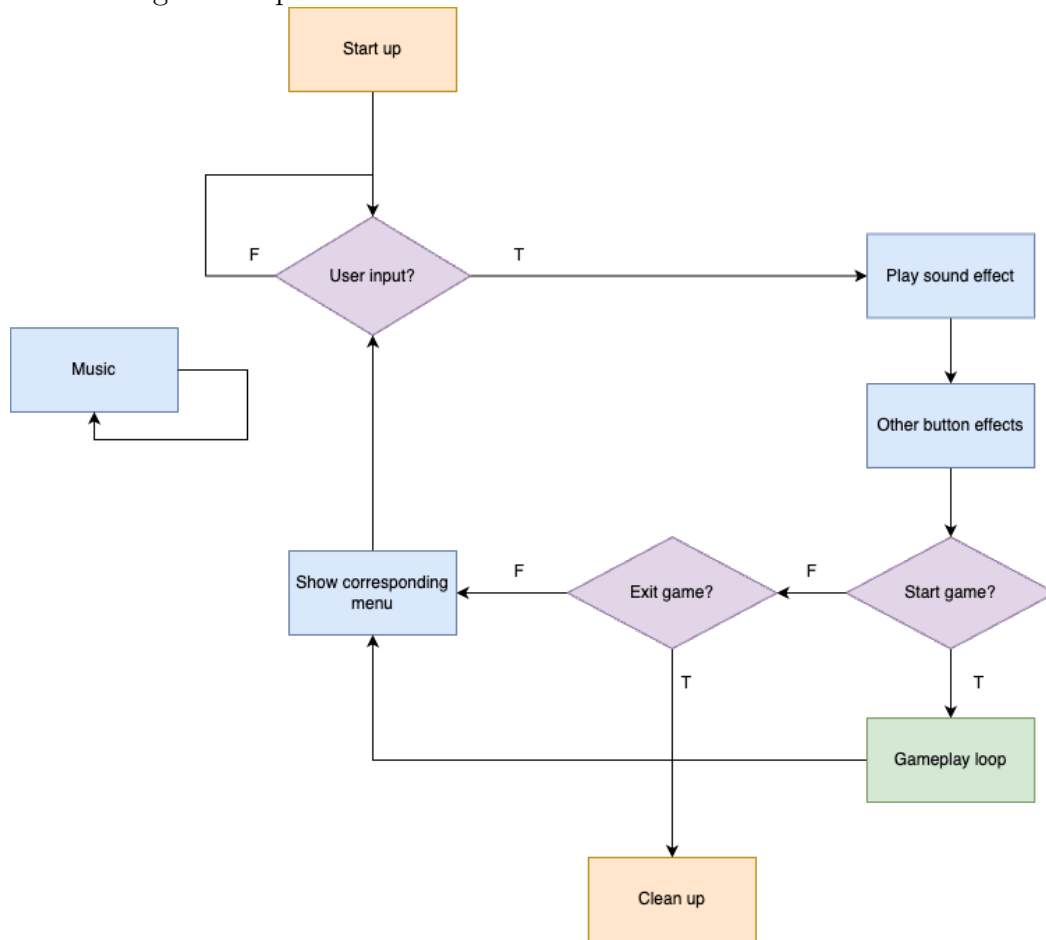 Start up
F
User input?
T
Play sound effect
Music
Other button effects
Show corresponding
menu
F
Exit game?
F
Start game?
T
T
Gameplay loop
Clean up